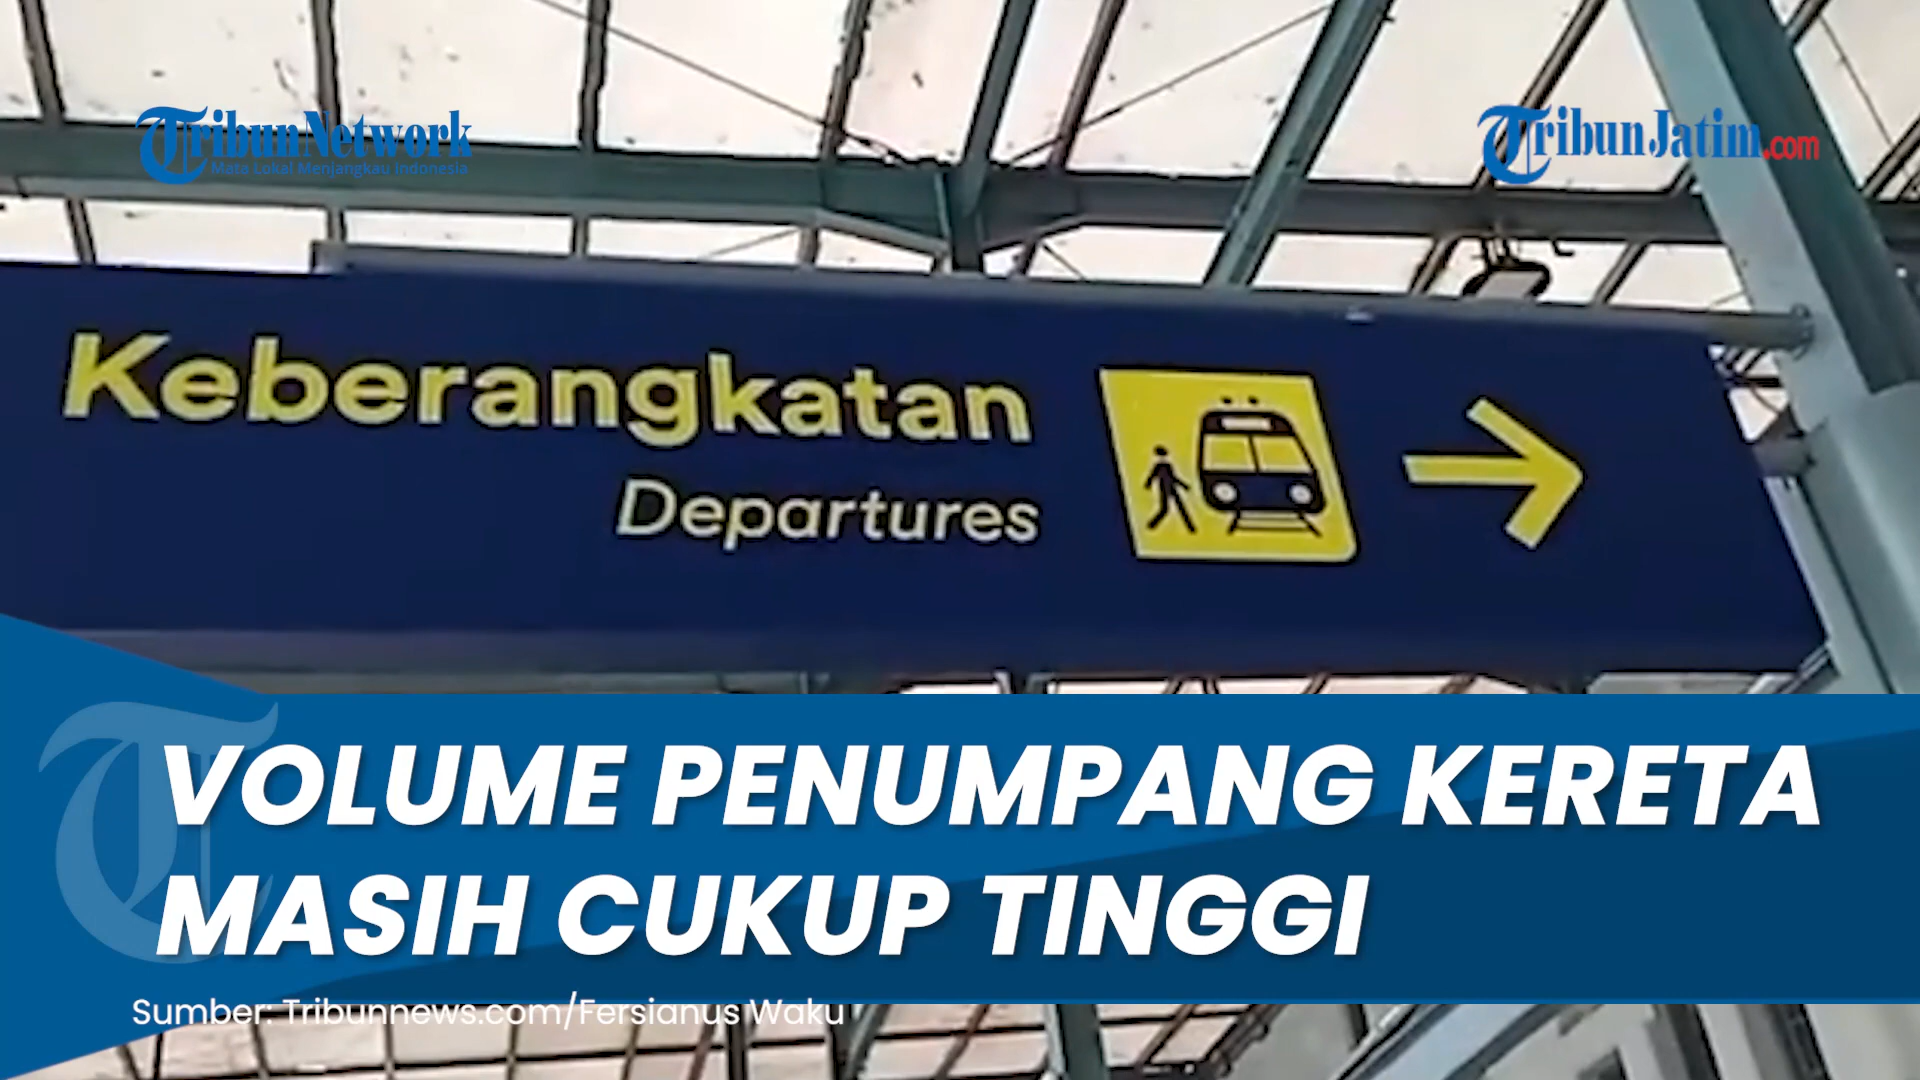 TribunNetwork
Mata Lokal Menjangkau Indonesia
TribunJatim.com
Keberangkatan
Departures
VOLUME PENUMPANG KERETA
MASIH CUKUP TINGGI
Sumber: Tribunnews.com/Fersianus Waku